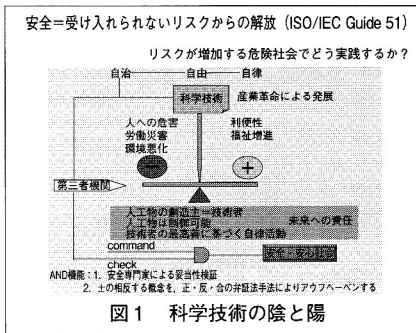 安全=受け入れられないリスクからの解放 (ISO/IEC Guide 51)
リスクが増加する危険社会でどう実践するか?
自治 自由 自律
科学技術 産業革命による発展
人への危害
労働災害
環境悪化
利便性
福祉増進
− +
第三者機関
人工物の創造主=技術者
人工物は制御可能
技術者の最高善に基づく自律活動
未来への責任
command
check
安全・安心社会
AND機能:1. 安全専門家による妥当性検証
2. ±の相反する概念を、正・反・合の弁証法手法によりアウフヘーベンする
図1 科学技術の陰と陽